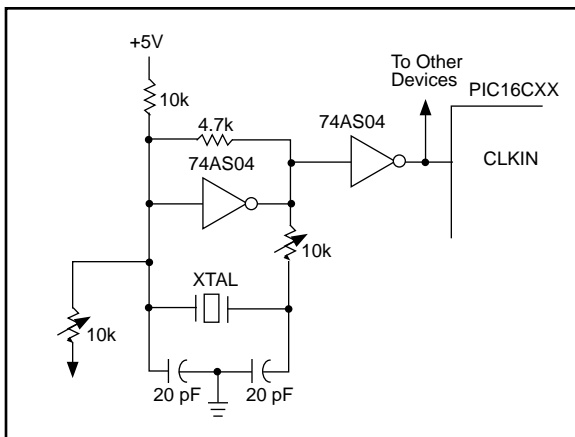 +5V
To Other
Devices
PIC16CXX
10k
4.7k
74AS04
74AS04
CLKIN
10k
XTAL
10k
20 pF
20 pF